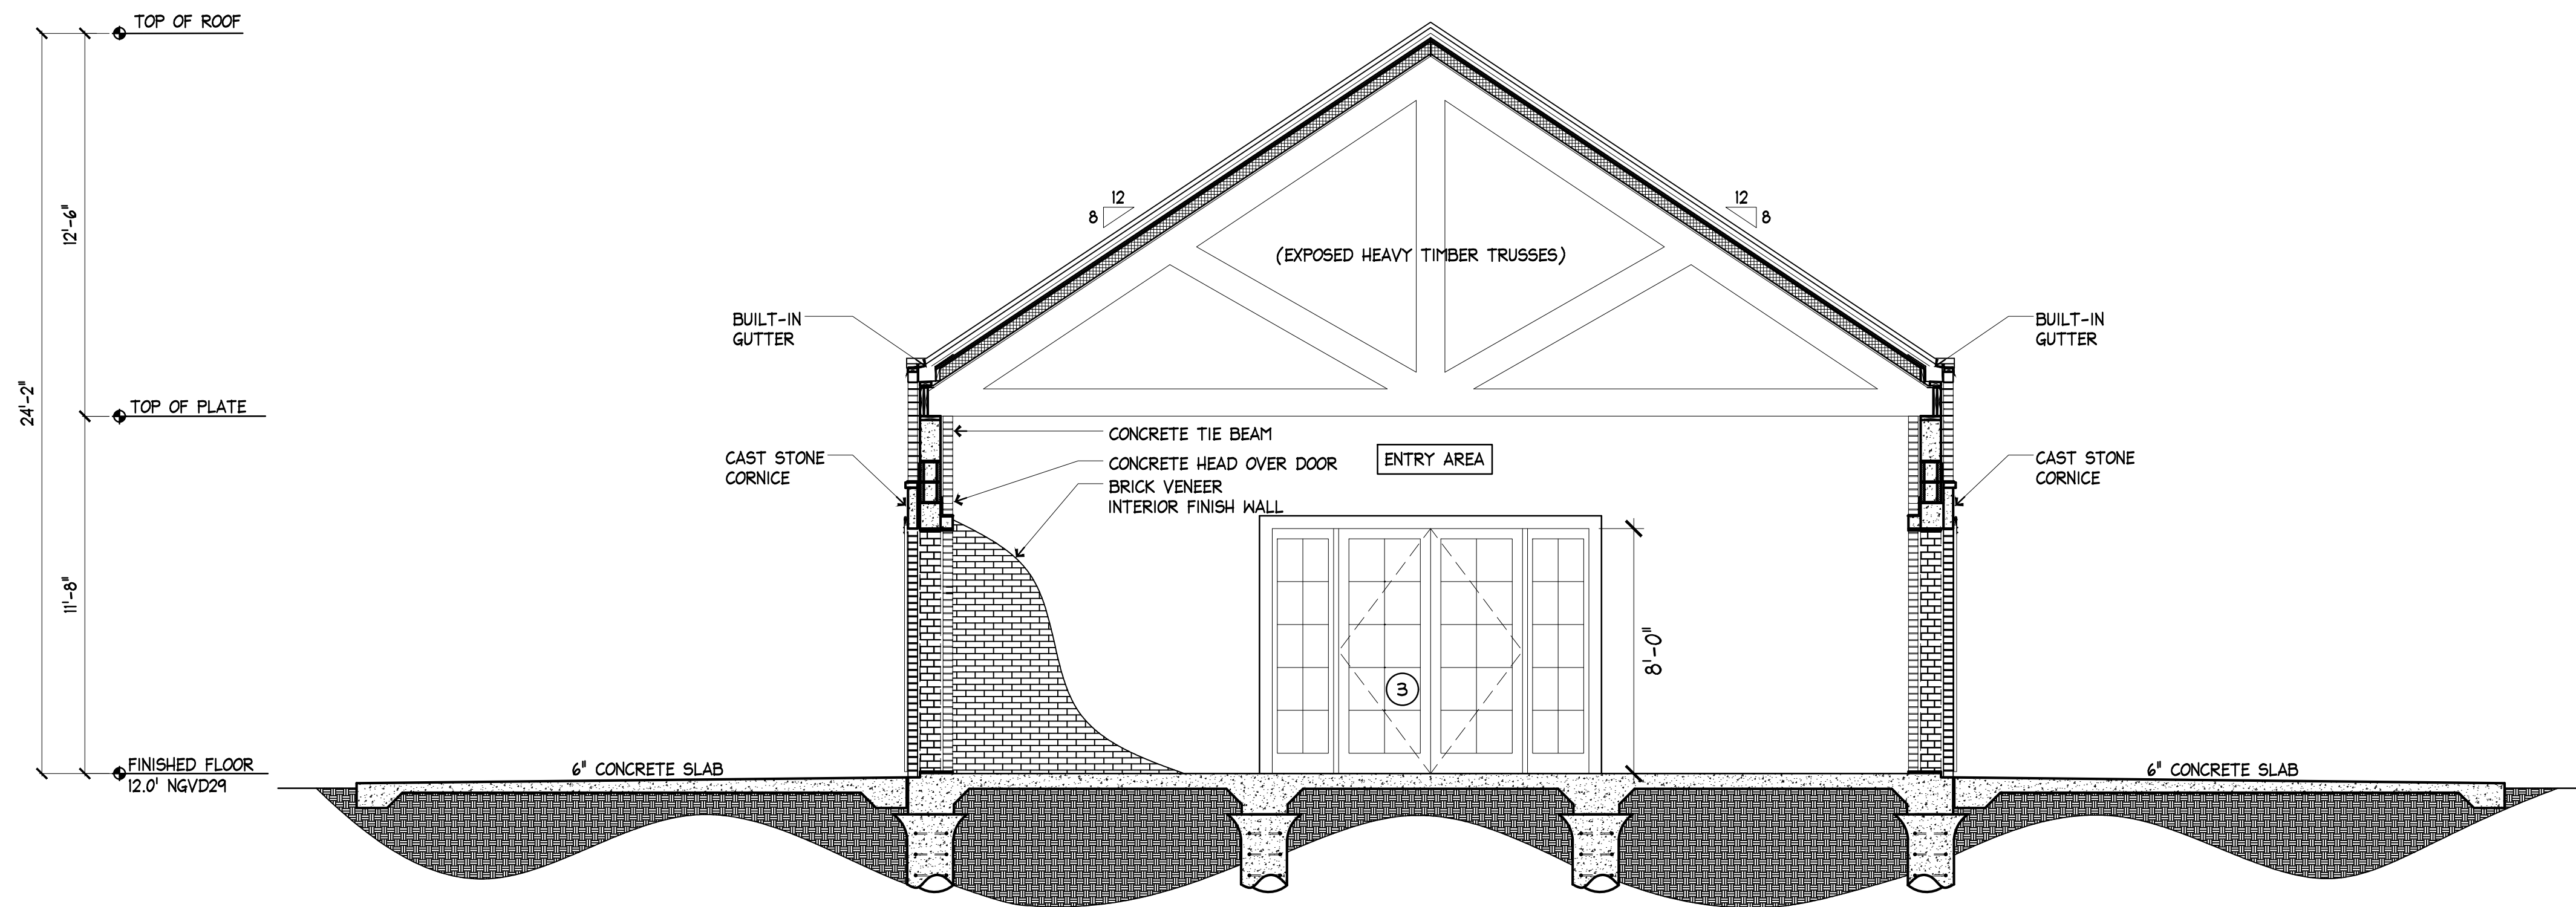 TOP OF ROOF
12'-6"
24'-2"
TOP OF PLATE
11'-8"
FINISHED FLOOR
12.0' NGVD29
12
8
12
8
(EXPOSED HEAVY TIMBER TRUSSES)
BUILT-IN
GUTTER
BUILT-IN
GUTTER
CONCRETE TIE BEAM
CONCRETE HEAD OVER DOOR
BRICK VENEER
INTERIOR FINISH WALL
ENTRY AREA
CAST STONE
CORNICE
CAST STONE
CORNICE
8'-0"
3
6" CONCRETE SLAB
6" CONCRETE SLAB